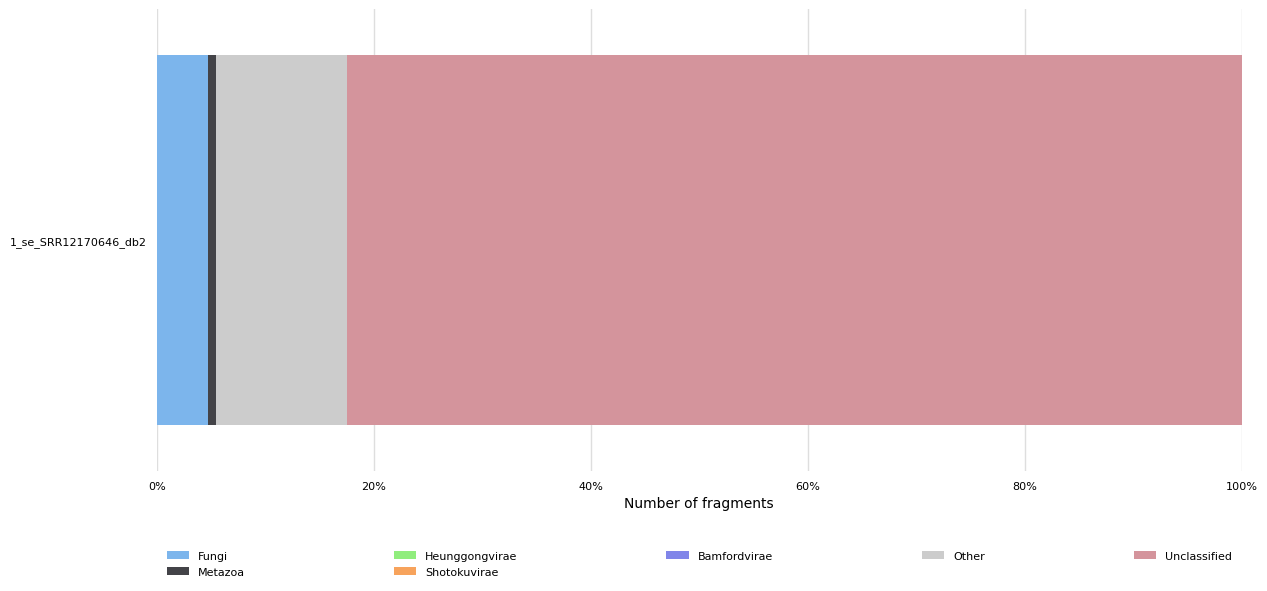 1_se_SRR12170646_db2
0% 20% 40% 60% 80% 100%
Number of fragments
Fungi Heunggongvirae Bamfordvirae Other Unclassified
Metazoa Shotokuvirae